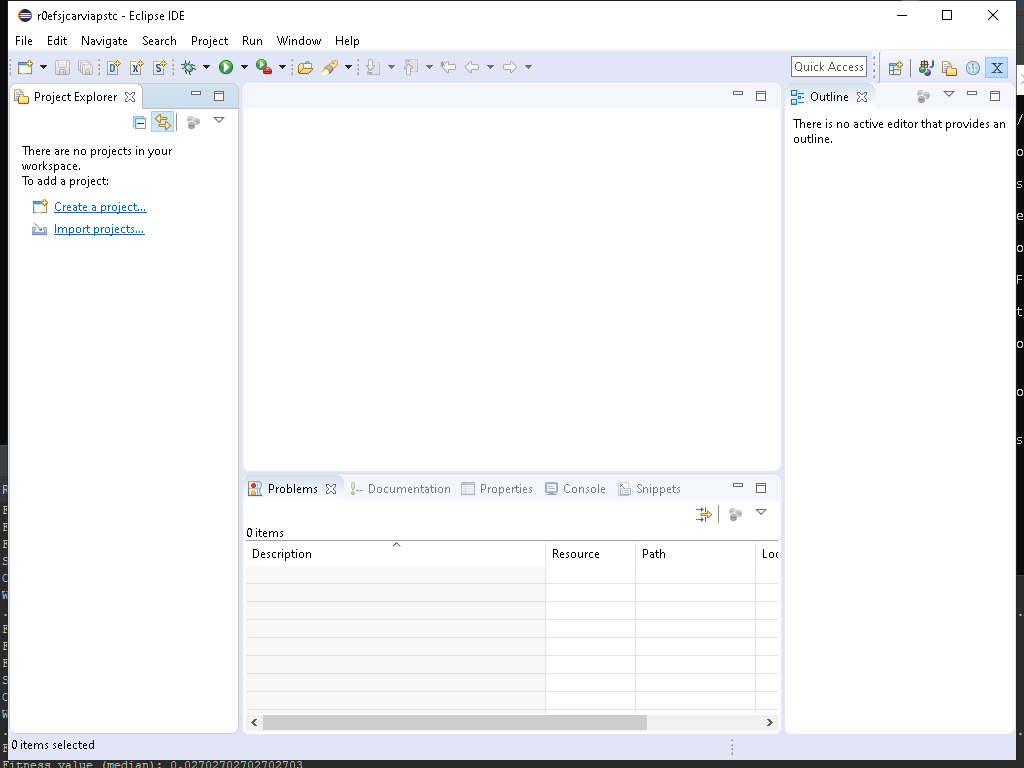 r0efsjcarviapstc - Eclipse IDE
File Edit Navigate Search Project Run Window Help
Quick Access
Project Explorer
Outline
There are no projects in your
workspace.
To add a project:
Create a project...
Import projects...
There is no active editor that provides an
outline.
Problems Documentation Properties Console Snippets
0 items
Description Resource Path Loc
0 items selected
Fitness value (median): 0.02702702702702703